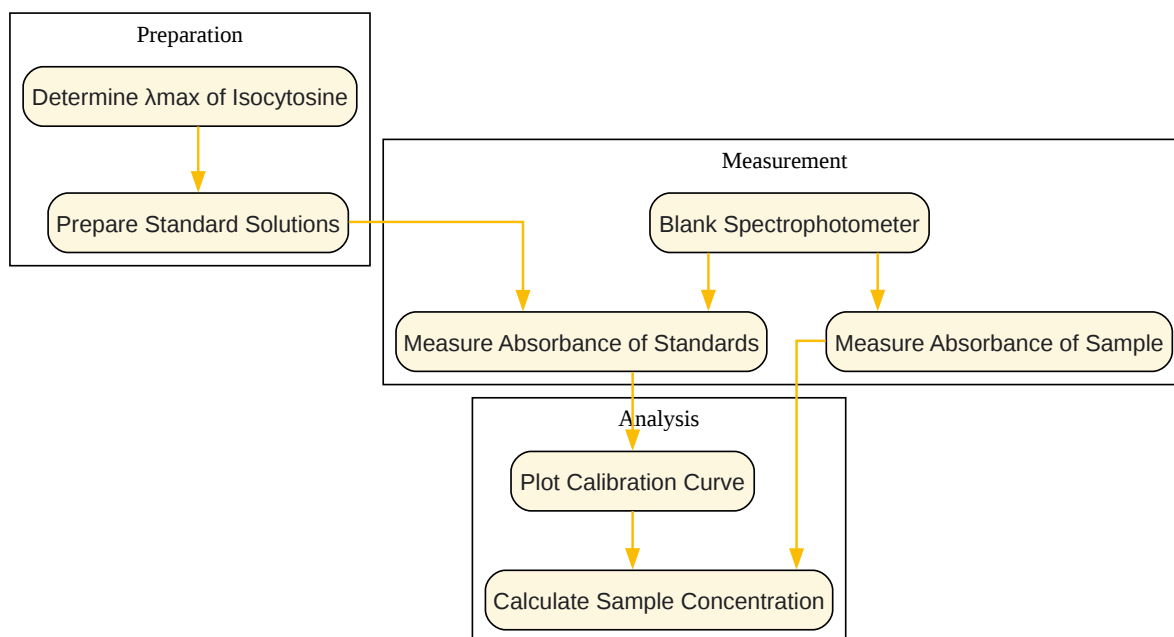 Preparation
Determine λmax of Isocytosine
Prepare Standard Solutions
Measurement
Blank Spectrophotometer
Measure Absorbance of Standards
Measure Absorbance of Sample
Analysis
Plot Calibration Curve
Calculate Sample Concentration